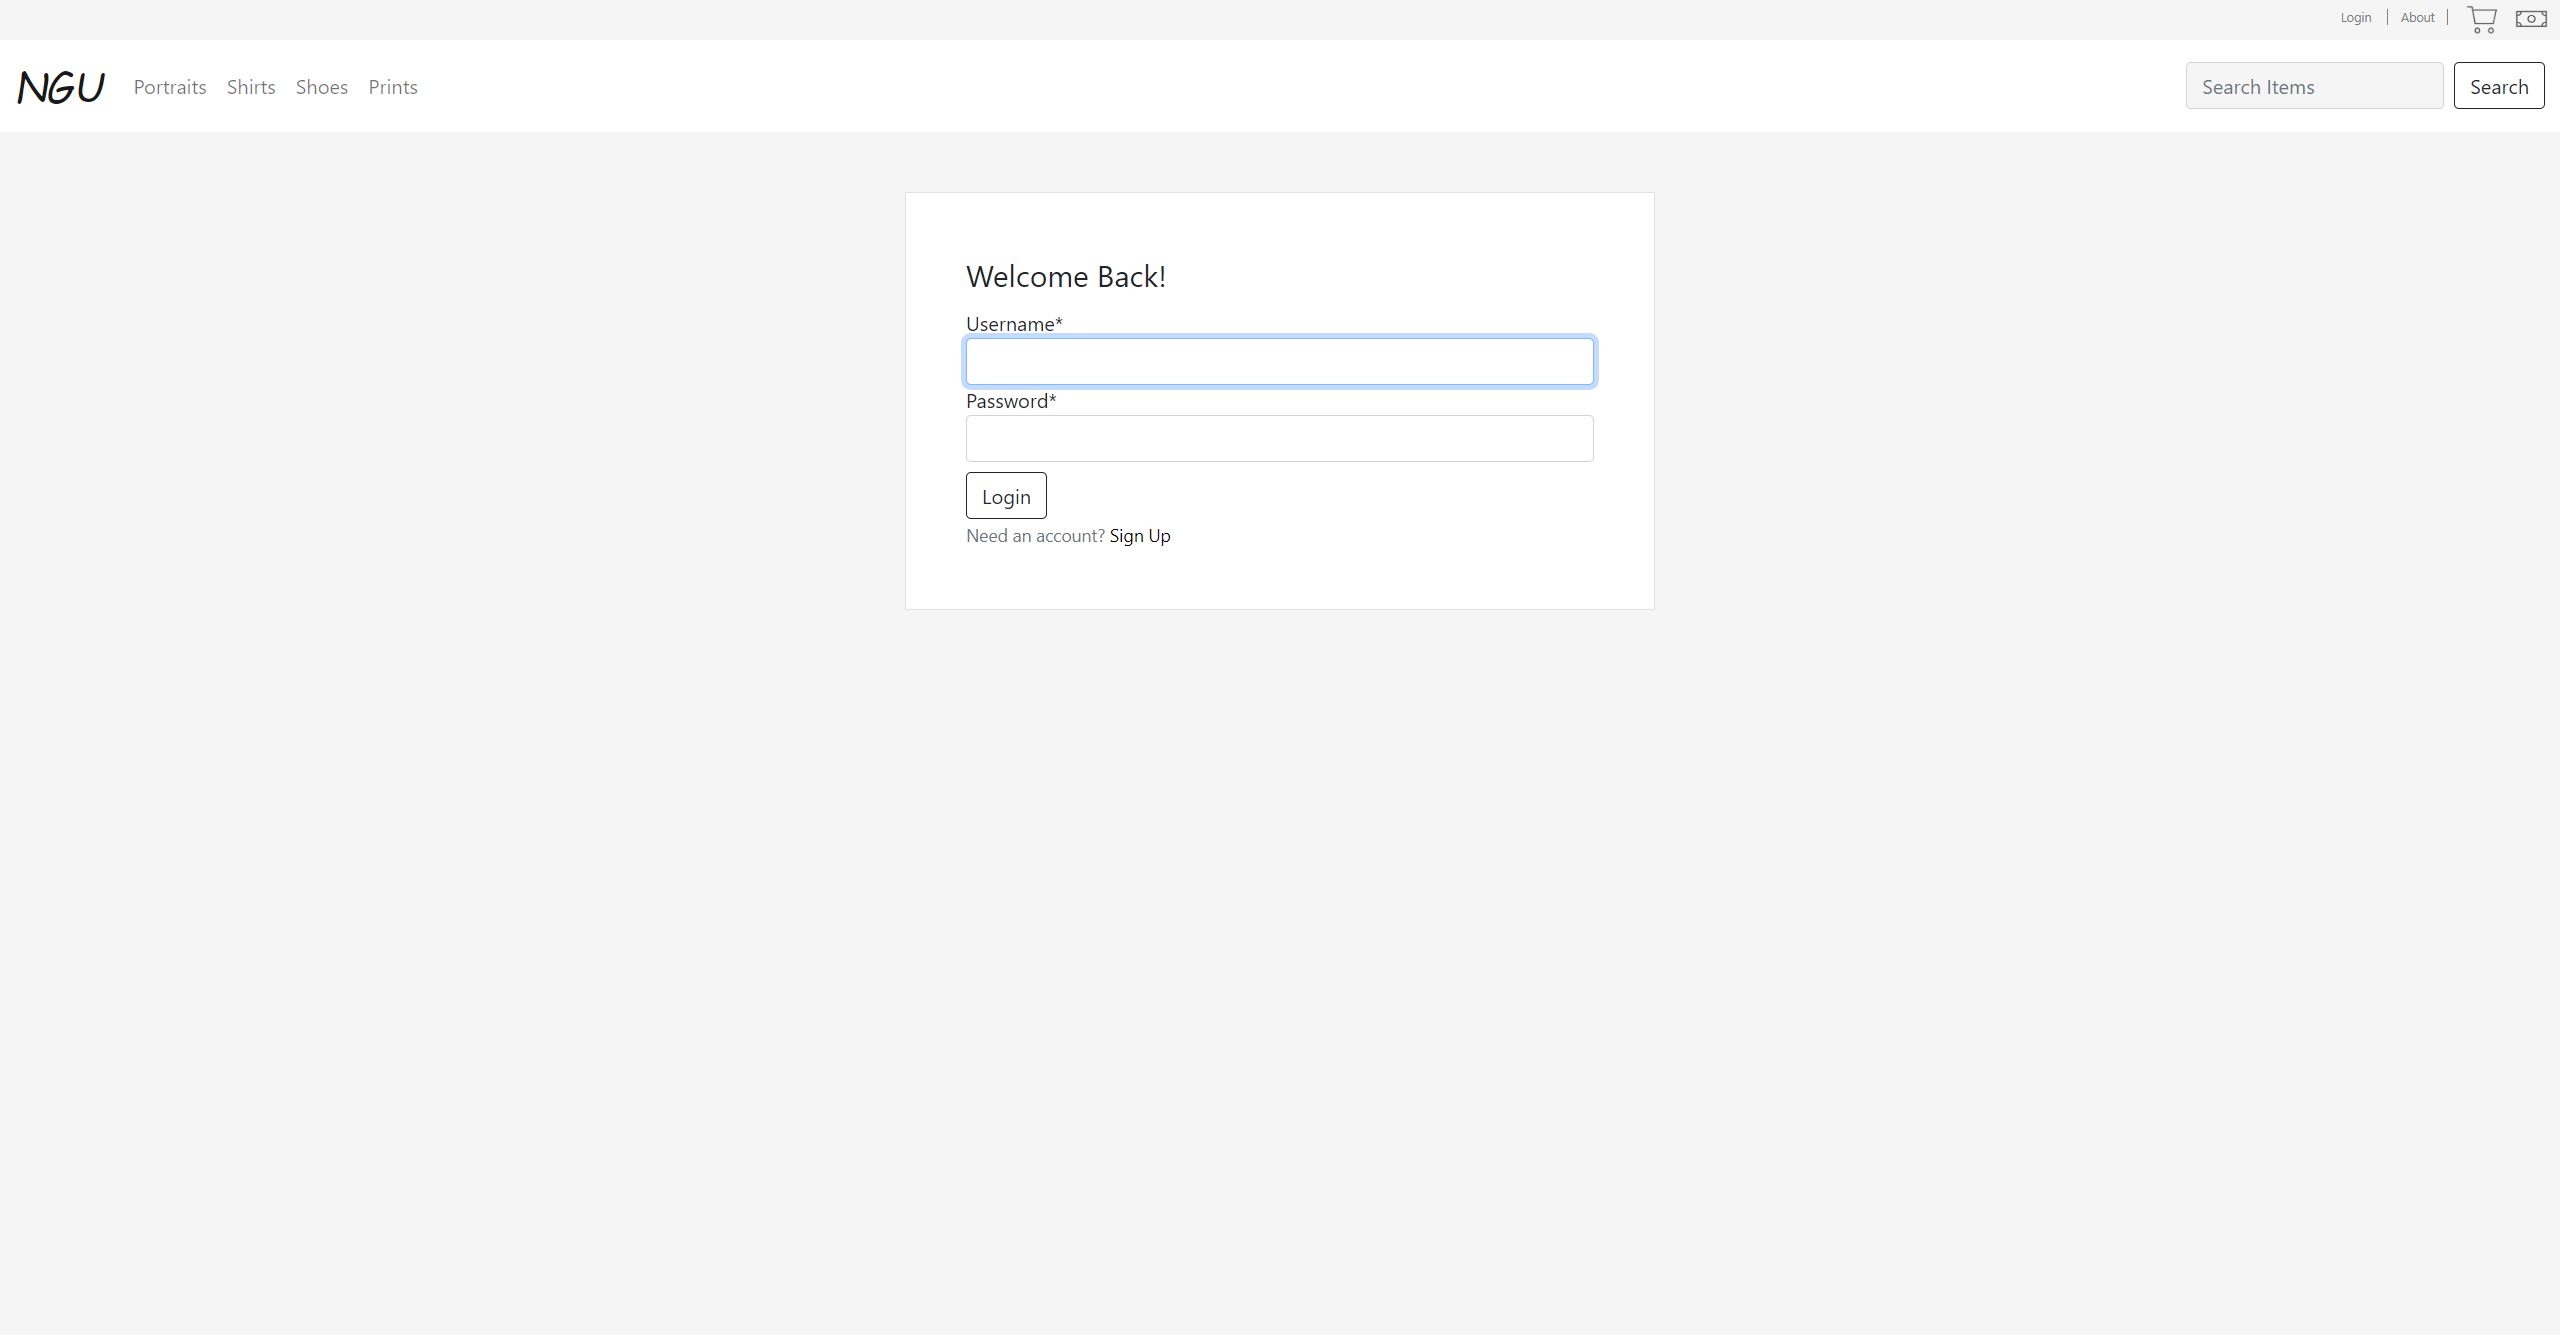 Login
About
NGU
Portraits Shirts Shoes Prints
Search Items
Search
Welcome Back!
Username*
Password*
Login
Need an account? Sign Up